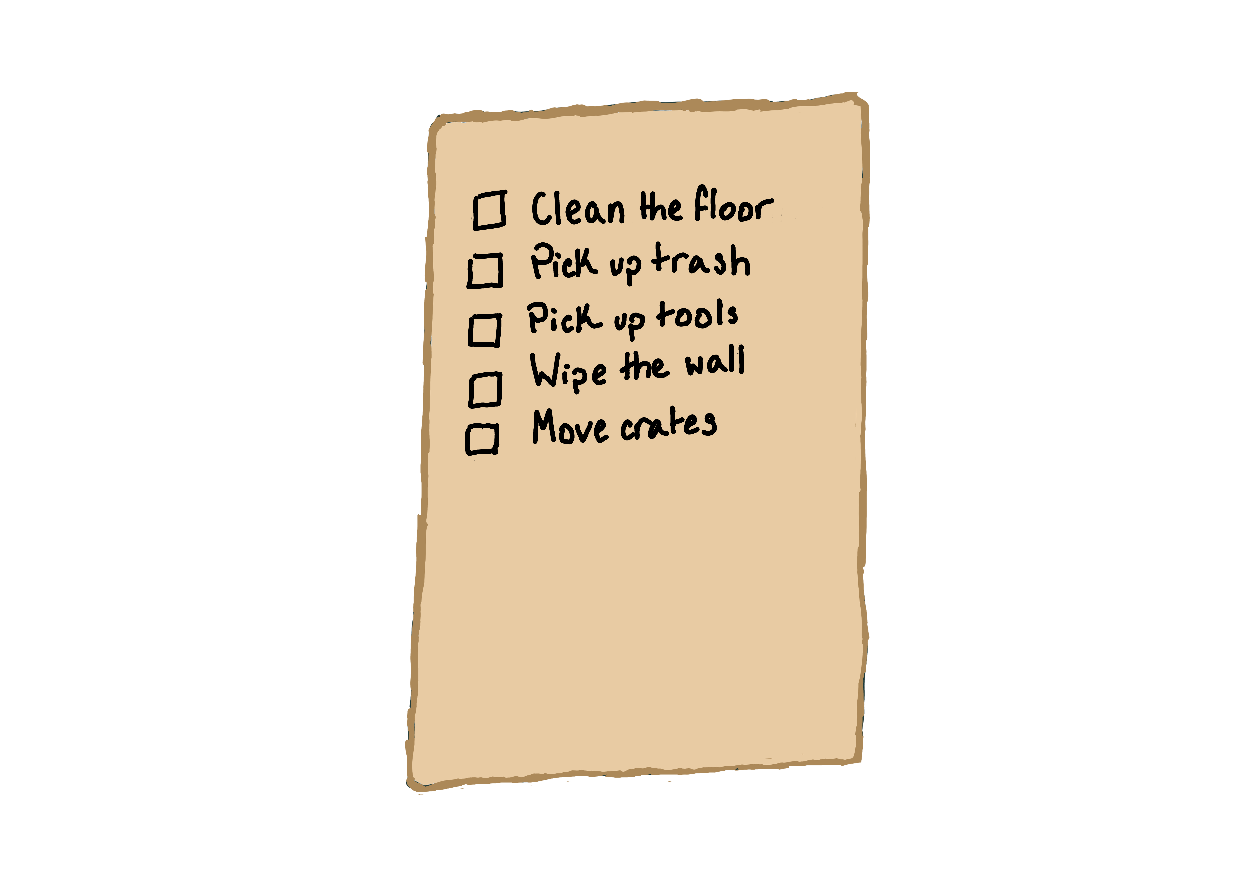 Clean the floor
Pick up trash
Pick up tools
Wipe the wall
Move crates